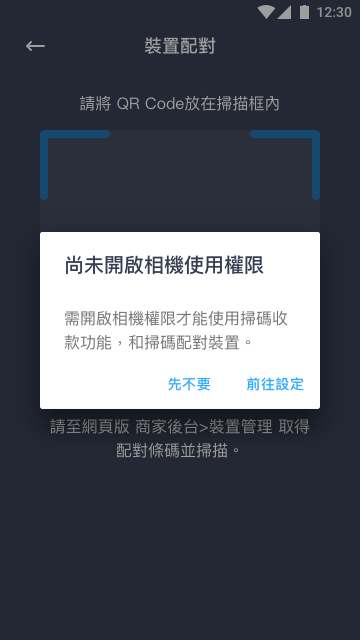 12:30
裝置配對
請將 QR Code放在掃描框內
尚未開啟相機使用權限
需開啟相機權限才能使用掃碼收
款功能，和掃碼配對裝置。
先不要
前往設定
請至網頁版 商家後台>裝置管理 取得
配對條碼並掃描。